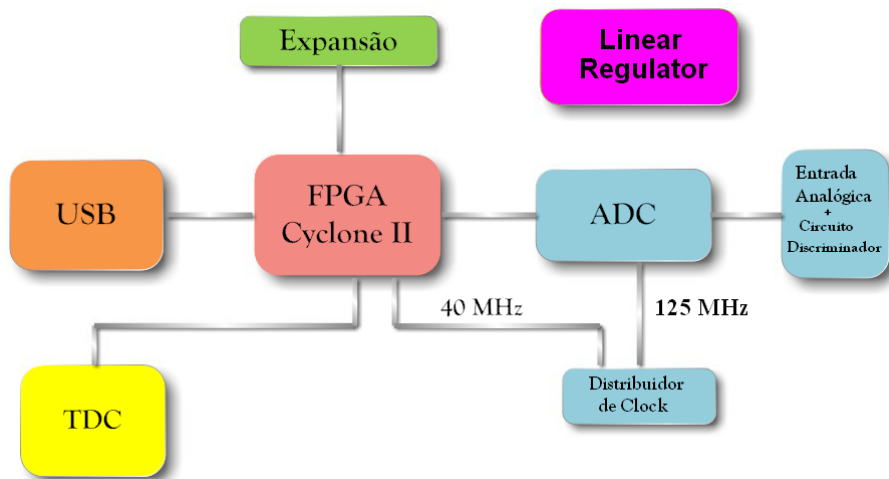 Expansão
Linear
Regulator
USB
FPGA
Cyclone II
ADC
Entrada
Analógica
+
Circuito
Discriminador
40 MHz
125 MHz
TDC
Distribuidor
de Clock